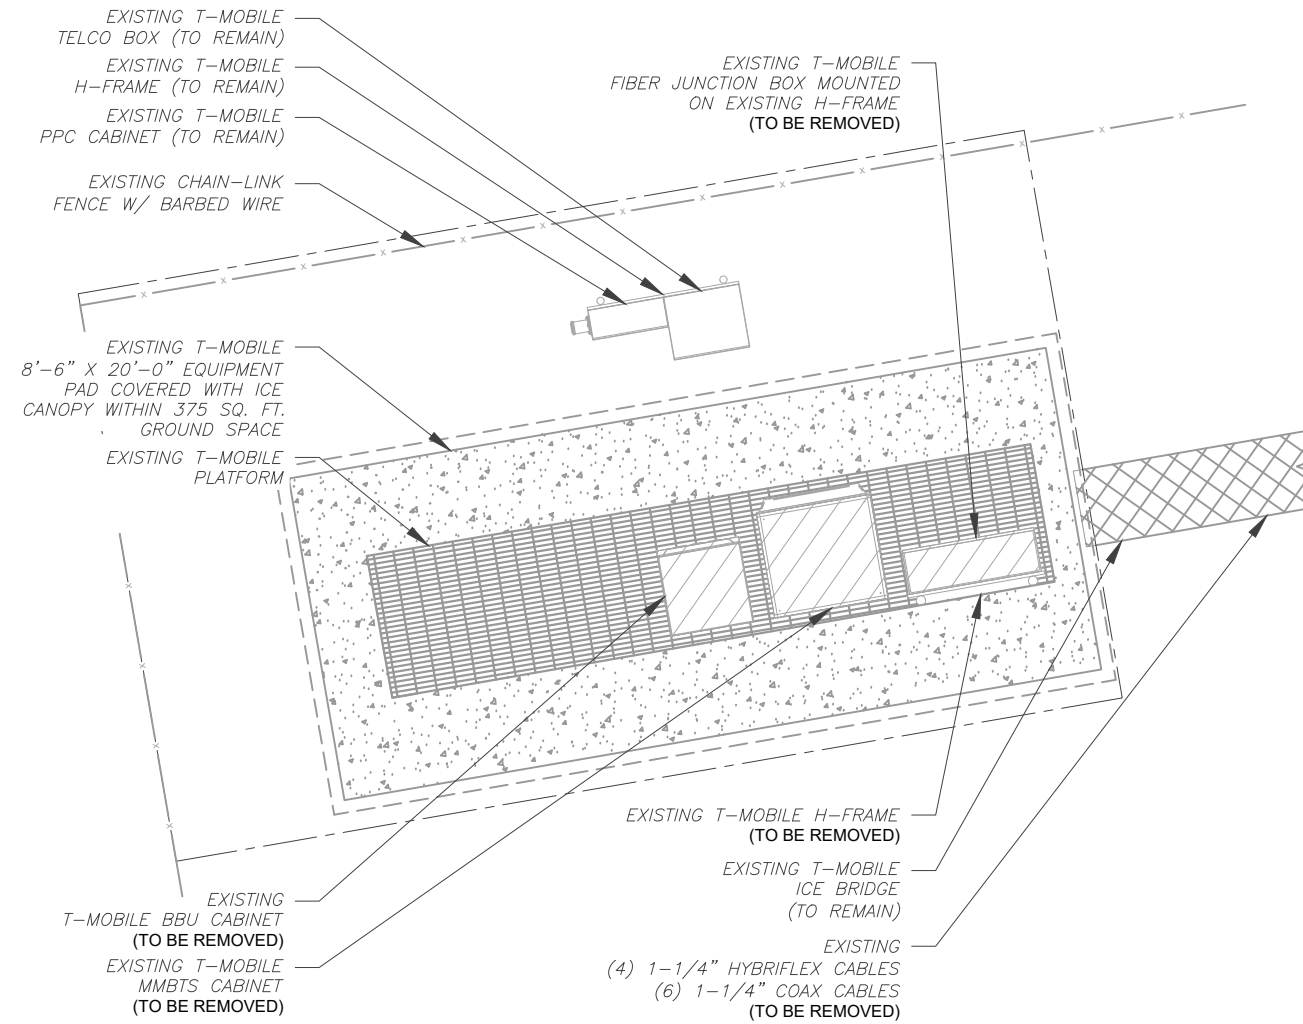 EXISTING T-MOBILE
TELCO BOX (TO REMAIN)
EXISTING T-MOBILE
H-FRAME (TO REMAIN)
EXISTING T-MOBILE
PPC CABINET (TO REMAIN)
EXISTING CHAIN-LINK
FENCE W/ BARBED WIRE
EXISTING T-MOBILE
FIBER JUNCTION BOX MOUNTED
ON EXISTING H-FRAME
(TO BE REMOVED)
EXISTING T-MOBILE
8'-6" X 20'-0" EQUIPMENT
PAD COVERED WITH ICE
CANOPY WITHIN 375 SQ. FT.
GROUND SPACE
EXISTING T-MOBILE
PLATFORM
EXISTING
T-MOBILE BBU CABINET
(TO BE REMOVED)
EXISTING T-MOBILE
MMBTS CABINET
(TO BE REMOVED)
EXISTING T-MOBILE H-FRAME
(TO BE REMOVED)
EXISTING T-MOBILE
ICE BRIDGE
(TO REMAIN)
EXISTING
(4) 1-1/4" HYBRIFLEX CABLES
(6) 1-1/4" COAX CABLES
(TO BE REMOVED)